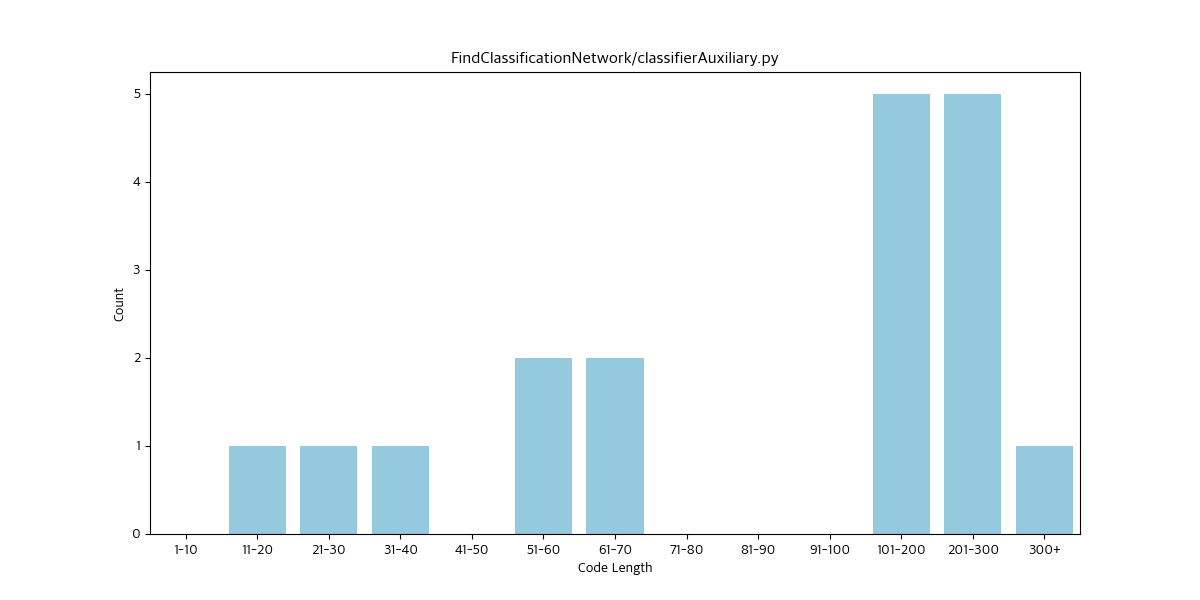 FindClassificationNetwork/classifierAuxiliary.py
5
4
3
2
1
0
Count
1-10 11-20 21-30 31-40 41-50 51-60 61-70 71-80 81-90 91-100 101-200 201-300 300+
Code Length